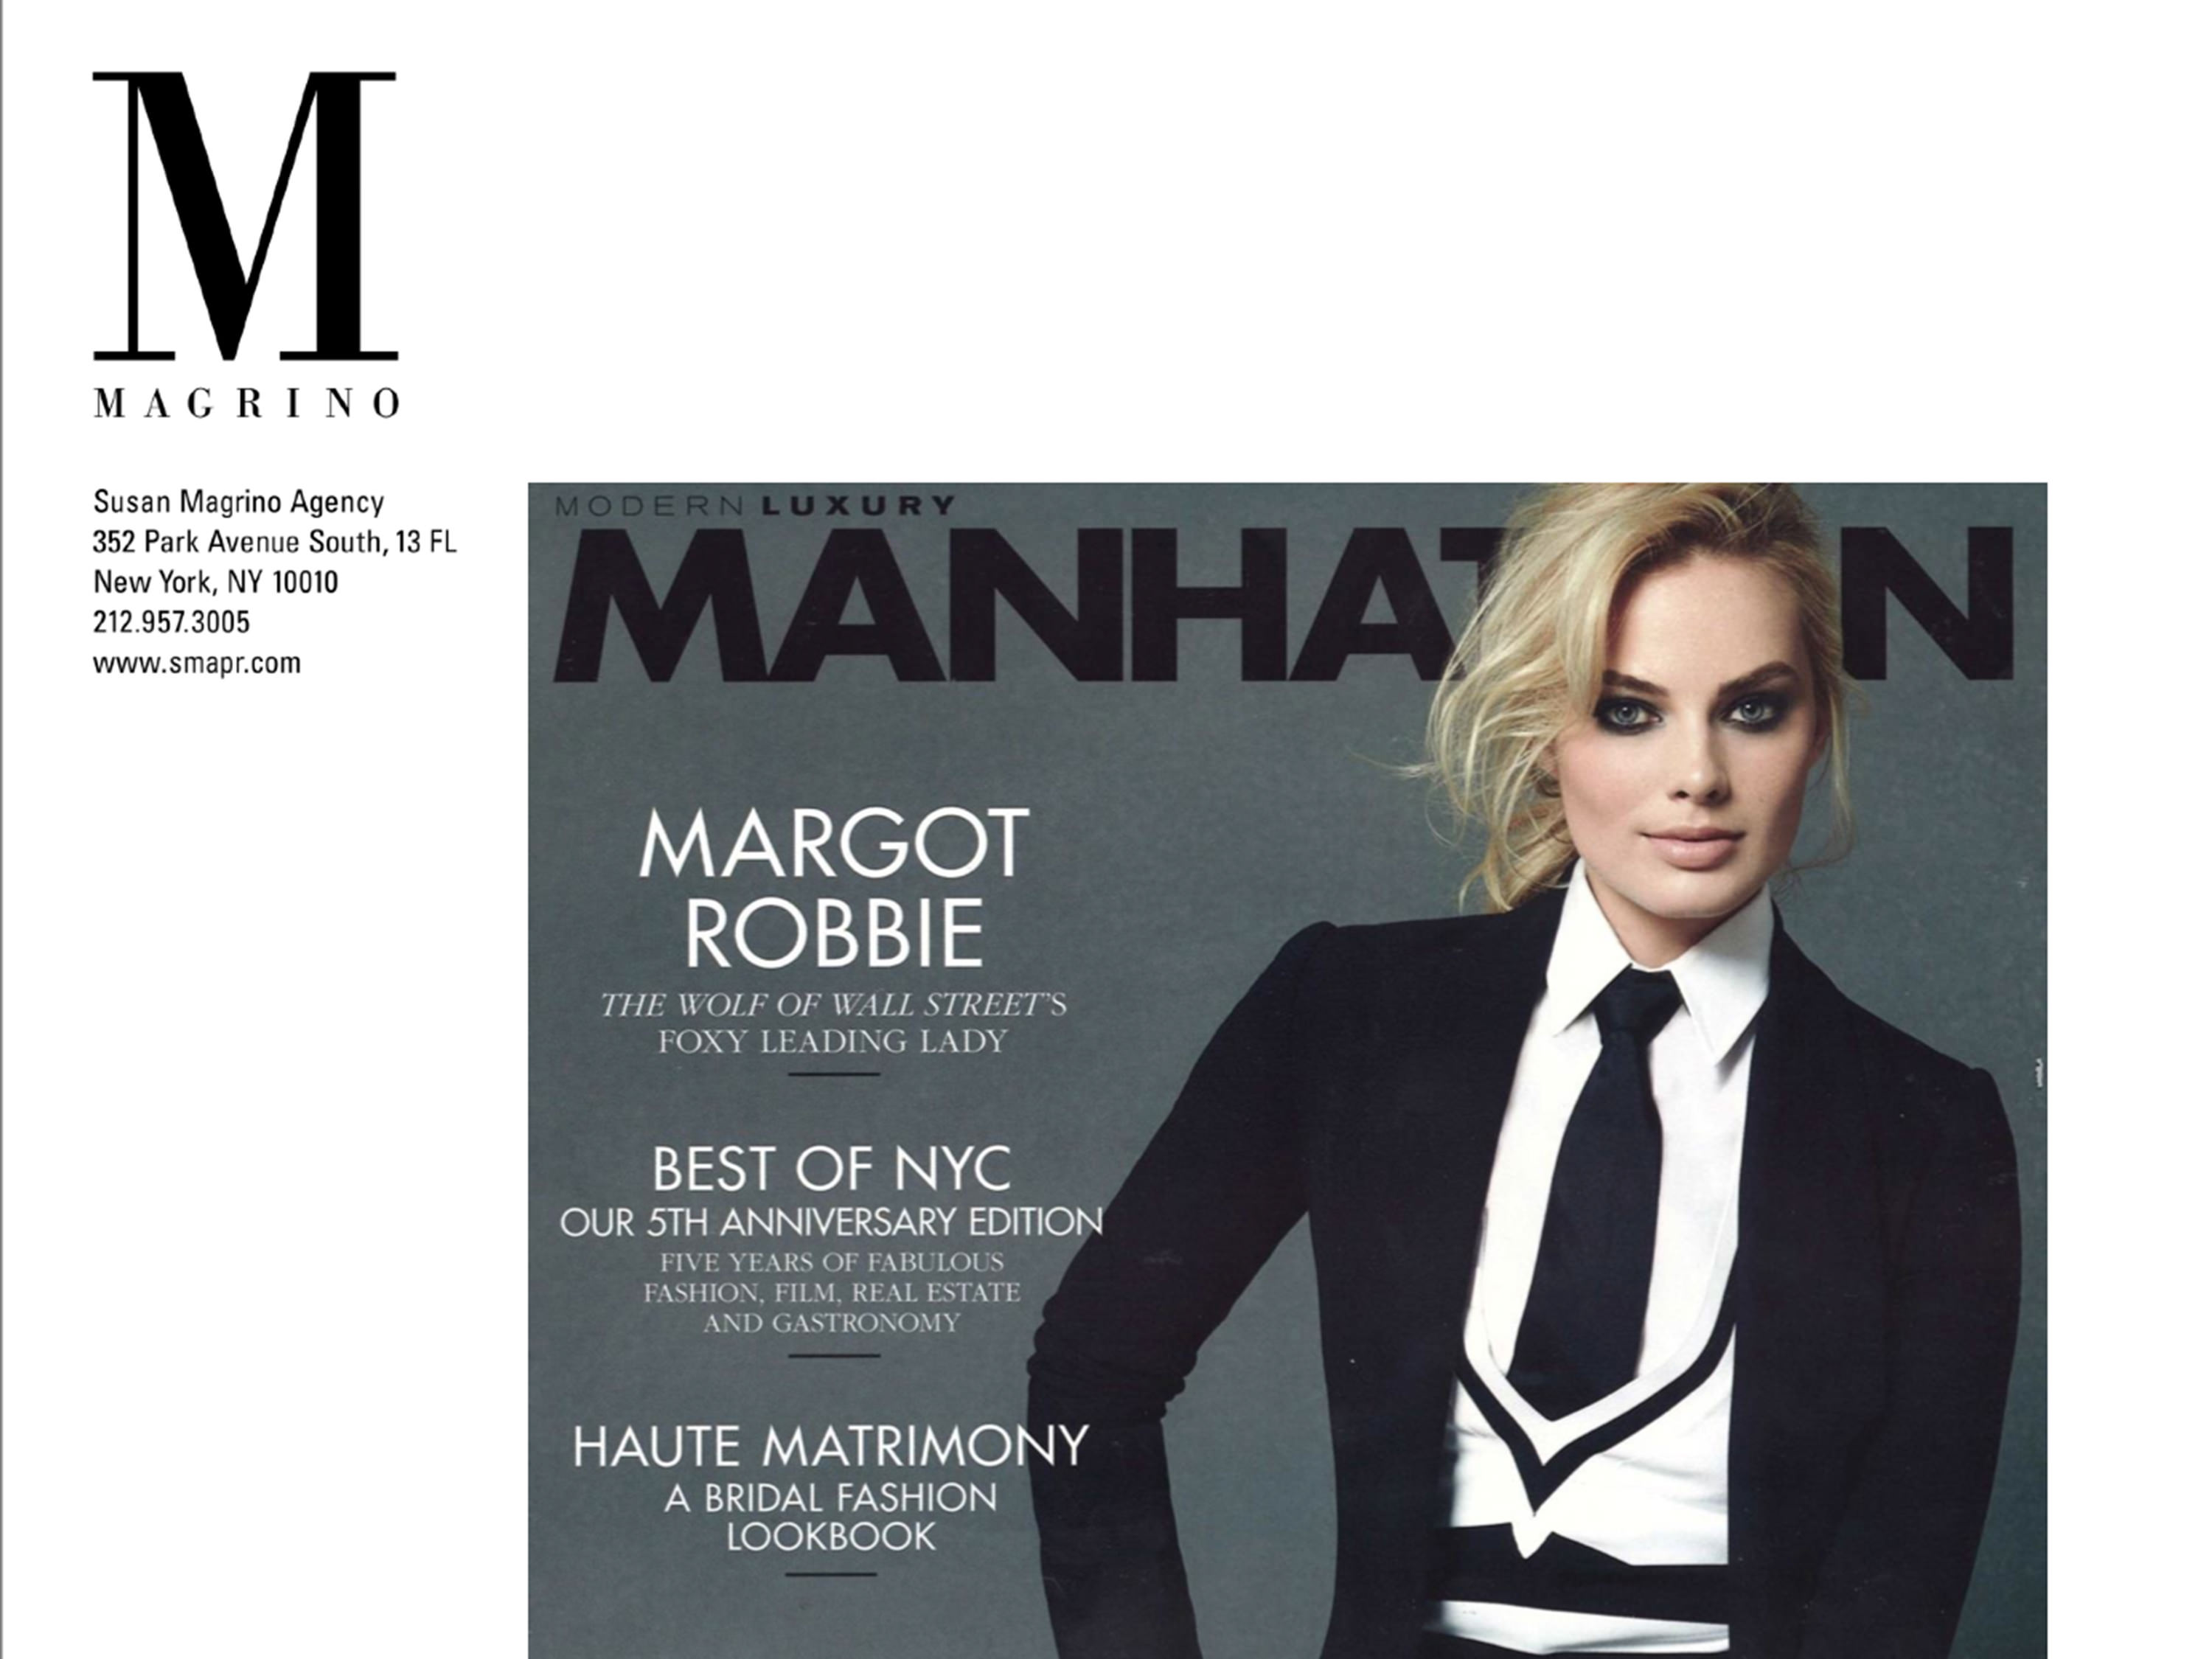 M
MAGRINO
Susan Magrino Agency
352 Park Avenue South, 13 FL
New York, NY 10010
212.957.3005
www.smapr.com
MODERN LUXURY
MANHATTAN
MARGOT
ROBBIE
THE WOLF OF WALL STREET'S
FOXY LEADING LADY
BEST OF NYC
OUR 5TH ANNIVERSARY EDITION
FIVE YEARS OF FABULOUS
FASHION, FILM, REAL ESTATE
AND GASTRONOMY
HAUTE MATRIMONY
A BRIDAL FASHION
LOOKBOOK